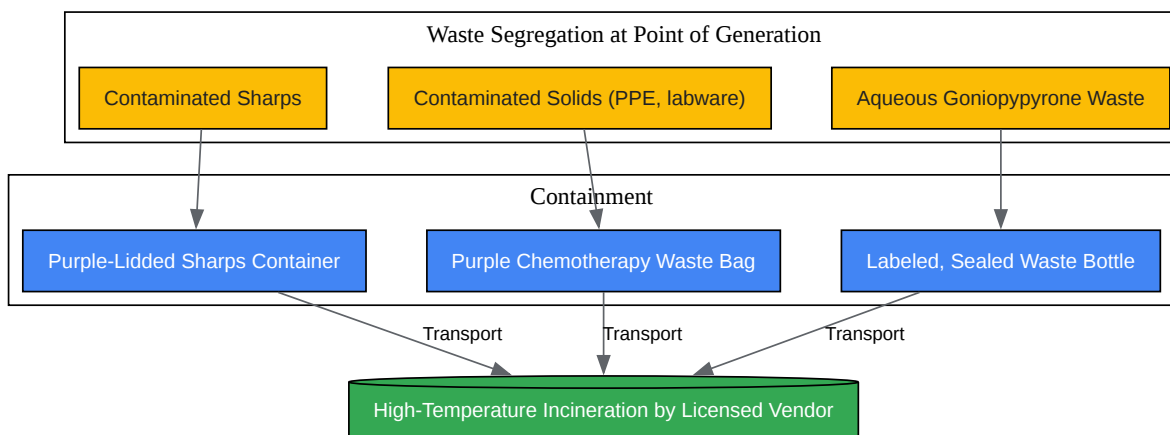 Waste Segregation at Point of Generation
Contaminated Sharps
Contaminated Solids (PPE, labware)
Aqueous Goniopypyrone Waste
Containment
Purple-Lidded Sharps Container
Purple Chemotherapy Waste Bag
Labeled, Sealed Waste Bottle
Transport
Transport
Transport
High-Temperature Incineration by Licensed Vendor